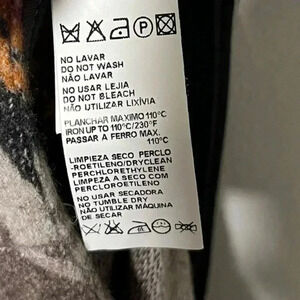 P
NO LAVAR
DO NOT WASH
NÃO LAVAR
NO USAR LEJIA
DO NOT BLEACH
NÃO UTILIZAR LIXÍVIA
PLANCHAR MAXIMO 110°C
IRON UP TO 110°C/230°F
PASSAR A FERRO MAX.
110°C
LIMPIEZA SECO PERCLO
-ROETILENO/DRYCLEAN
PERCHLORETHYLENE
LIMPEZA A SECO COM
PERCLOROETILENO
NO USAR SECADORA
NO TUMBLE DRY
NÃO UTILIZAR MÁQUINA
DE SECAR